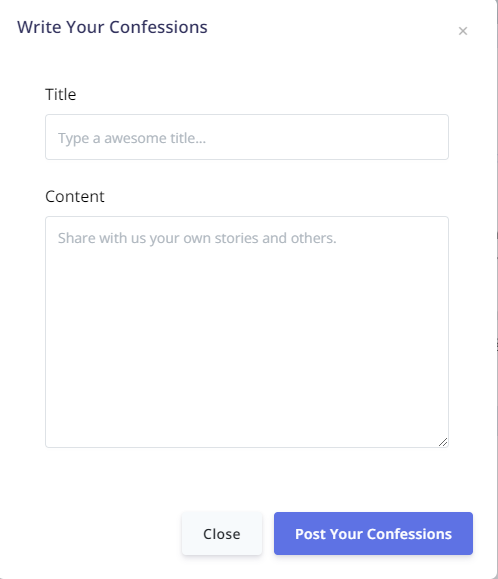 Write Your Confessions
×
Title
Type a awesome title...
Content
Share with us your own stories and others.
Close
Post Your Confessions